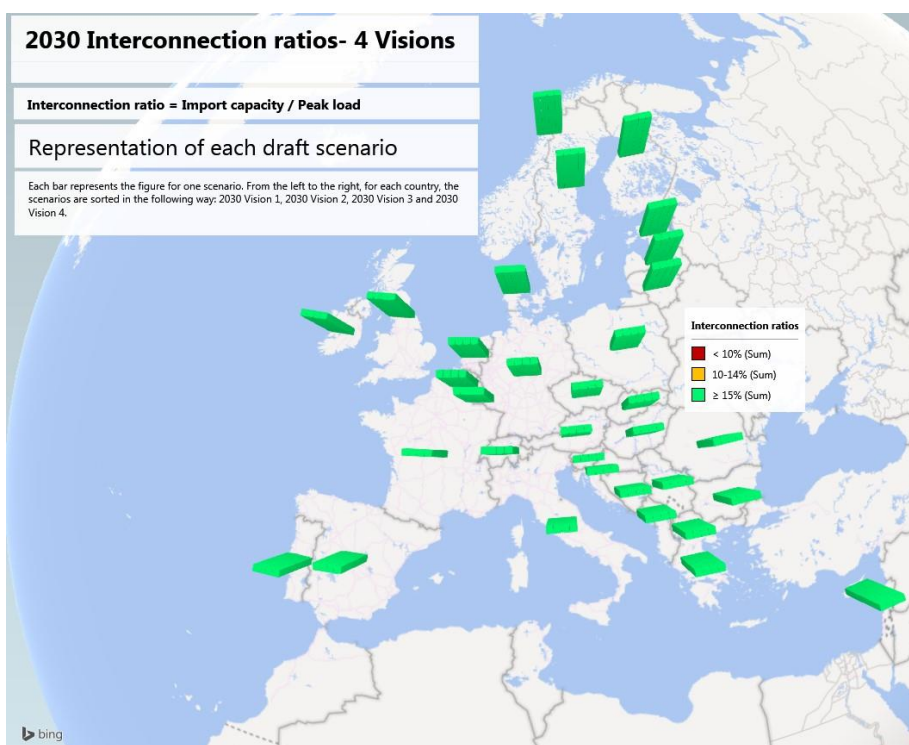 2030 Interconnection ratios- 4 Visions
Interconnection ratio = Import capacity / Peak load
Representation of each draft scenario
Each bar represents the figure for one scenario. From the left to the right, for each country, the
scenarios are sorted in the following way: 2030 Vision 1, 2030 Vision 2, 2030 Vision 3 and 2030
Vision 4.
Interconnection ratios
< 10% (Sum)
10-14% (Sum)
≥ 15% (Sum)
bing